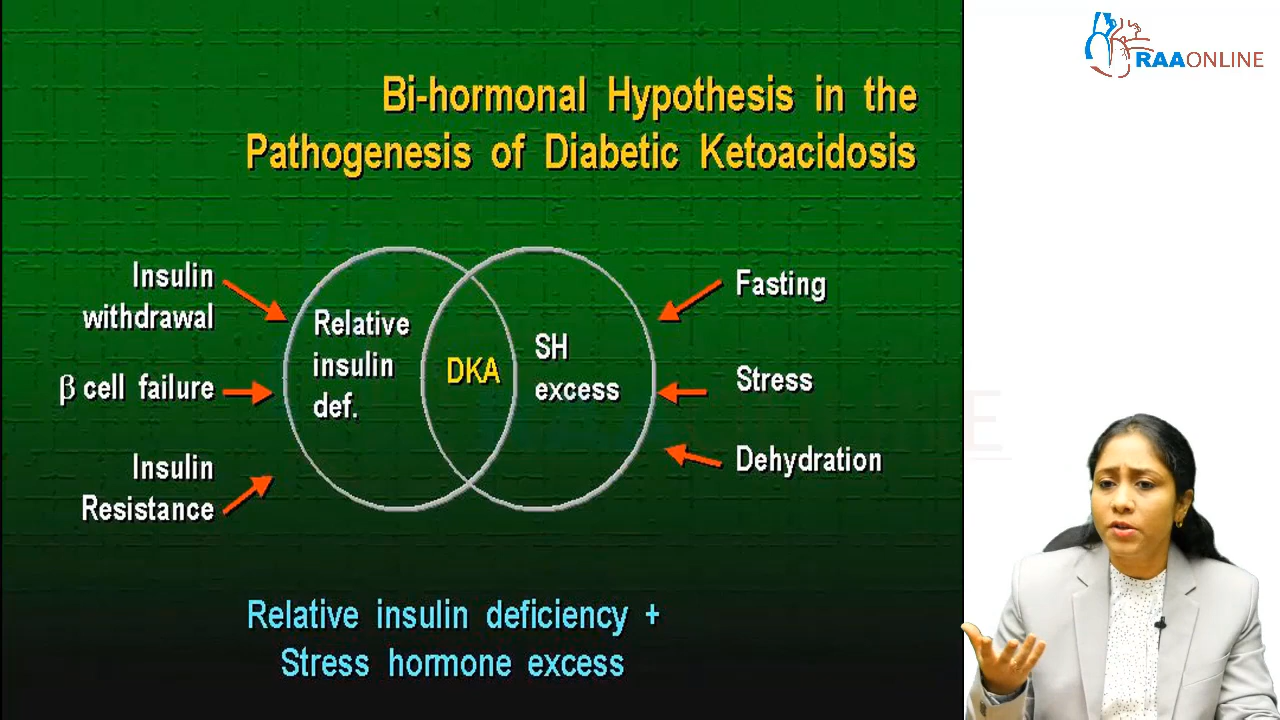 RAAONLINE
Bi-hormonal Hypothesis in the
Pathogenesis of Diabetic Ketoacidosis
Insulin
withdrawal
β cell failure
Insulin
Resistance
Relative
insulin
def.
DKA
SH
excess
Fasting
Stress
Dehydration
Relative insulin deficiency +
Stress hormone excess